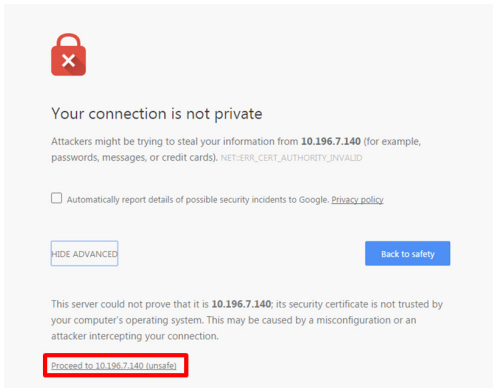 Your connection is not private
Attackers might be trying to steal your information from 10.196.7.140 (for example,
passwords, messages, or credit cards). NET::ERR_CERT_AUTHORITY_INVALID
Automatically report details of possible security incidents to Google. Privacy policy
HIDE ADVANCED
Back to safety
This server could not prove that it is 10.196.7.140; its security certificate is not trusted by
your computer's operating system. This may be caused by a misconfiguration or an
attacker intercepting your connection.
Proceed to 10.196.7.140 (unsafe)